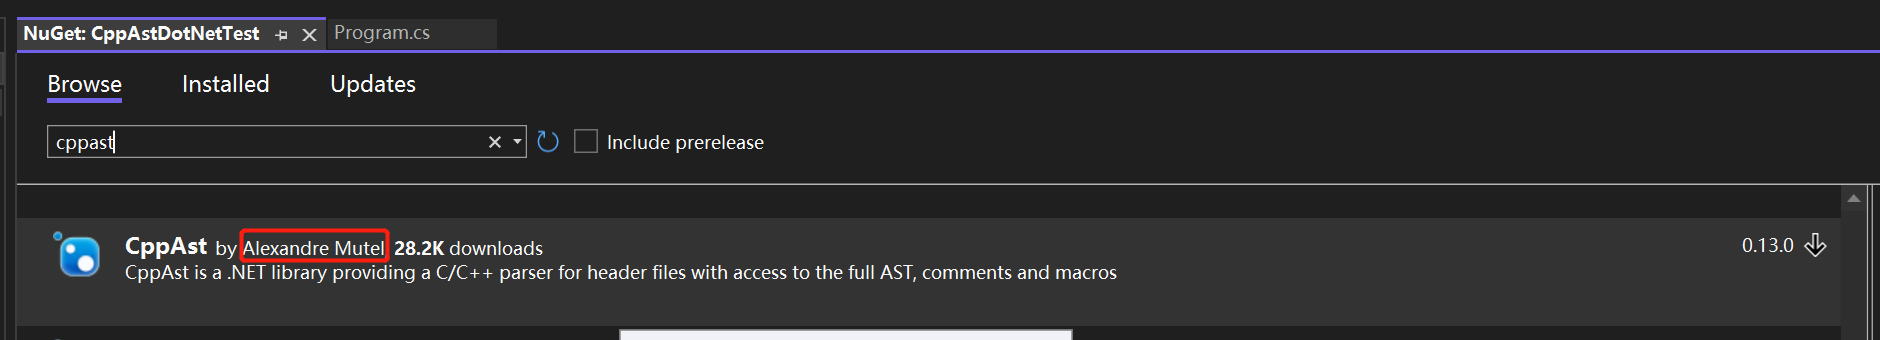 NuGet: CppAstDotNetTest Program.cs
Browse Installed Updates
cppast Include prerelease
CppAst by Alexandre Mutel 28.2K downloads 0.13.0
CppAst is a .NET library providing a C/C++ parser for header files with access to the full AST, comments and macros